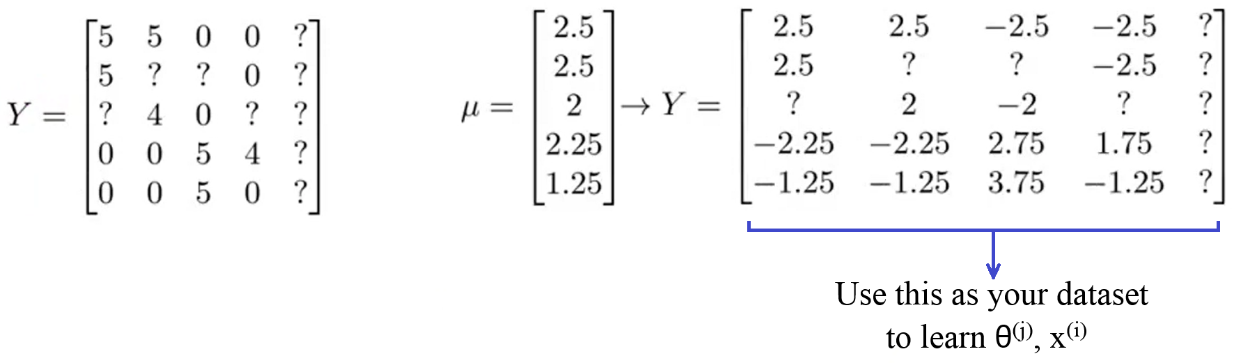 Y = [5 5 0 0 ?
5 ? ? 0 ?
? 4 0 ? ?
0 0 5 4 ?
0 0 5 0 ?]
μ = [2.5
2.5
2
2.25
1.25]
→ Y = [2.5 2.5 −2.5 −2.5 ?
2.5 ? ? −2.5 ?
? 2 −2 ? ?
−2.25 −2.25 2.75 1.75 ?
−1.25 −1.25 3.75 −1.25 ?]
Use this as your dataset
to learn θ(j), x(i)